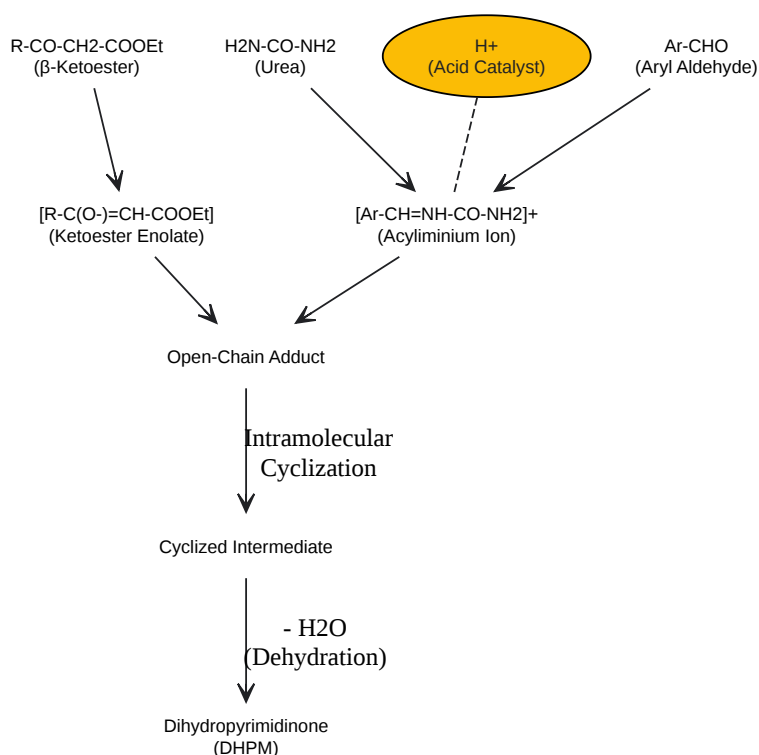 R-CO-CH2-COOEt
(β-Ketoester)
H2N-CO-NH2
(Urea)
H+
(Acid Catalyst)
Ar-CHO
(Aryl Aldehyde)
[R-C(O-)=CH-COOEt]
(Ketoester Enolate)
[Ar-CH=NH-CO-NH2]+
(Acyliminium Ion)
Open-Chain Adduct
Intramolecular
Cyclization
Cyclized Intermediate
- H2O
(Dehydration)
Dihydropyrimidinone
(DHPM)